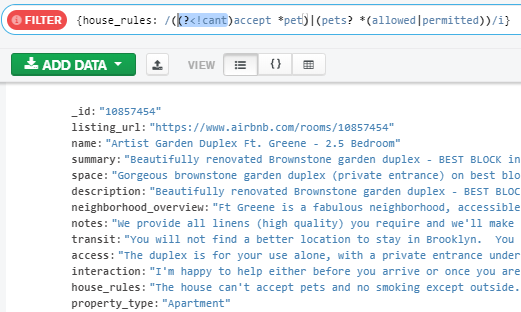 FILTER {house_rules: /((?<!cant)accept *pet)|(pets? *(allowed|permitted))/i}
ADD DATA VIEW {}
_id: "10857454"
listing_url: "https://www.airbnb.com/rooms/10857454"
name: "Artist Garden Duplex Ft. Greene - 2.5 Bedroom"
summary: "Beautifully renovated Brownstone garden duplex - BEST BLOCK in
space: "Gorgeous brownstone garden duplex (private entrance) on best blo
description: "Beautifully renovated Brownstone garden duplex - BEST BLOC
neighborhood_overview: "Ft Greene is a fabulous neighborhood, accessible
notes: "We provide all linens (high quality) you require and we'll make
transit: "You will not find a better location to stay in Brooklyn. You
access: "The duplex is for your use alone, with a private entrance under
interaction: "I'm happy to help either before you arrive or once you are
house_rules: "The house can't accept pets and no smoking except outside.
property_type: "Apartment"